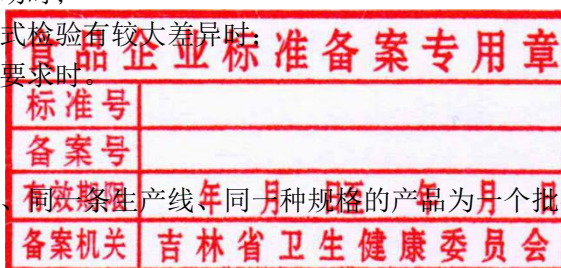 式检验有较大差异时；
食品企业标准备案专用章
要求时。
标准号
备案号
有效期限 年 月 日至 年 月 日
、同一条生产线、同一种规格的产品为一个批
备案机关 吉林省卫生健康委员会